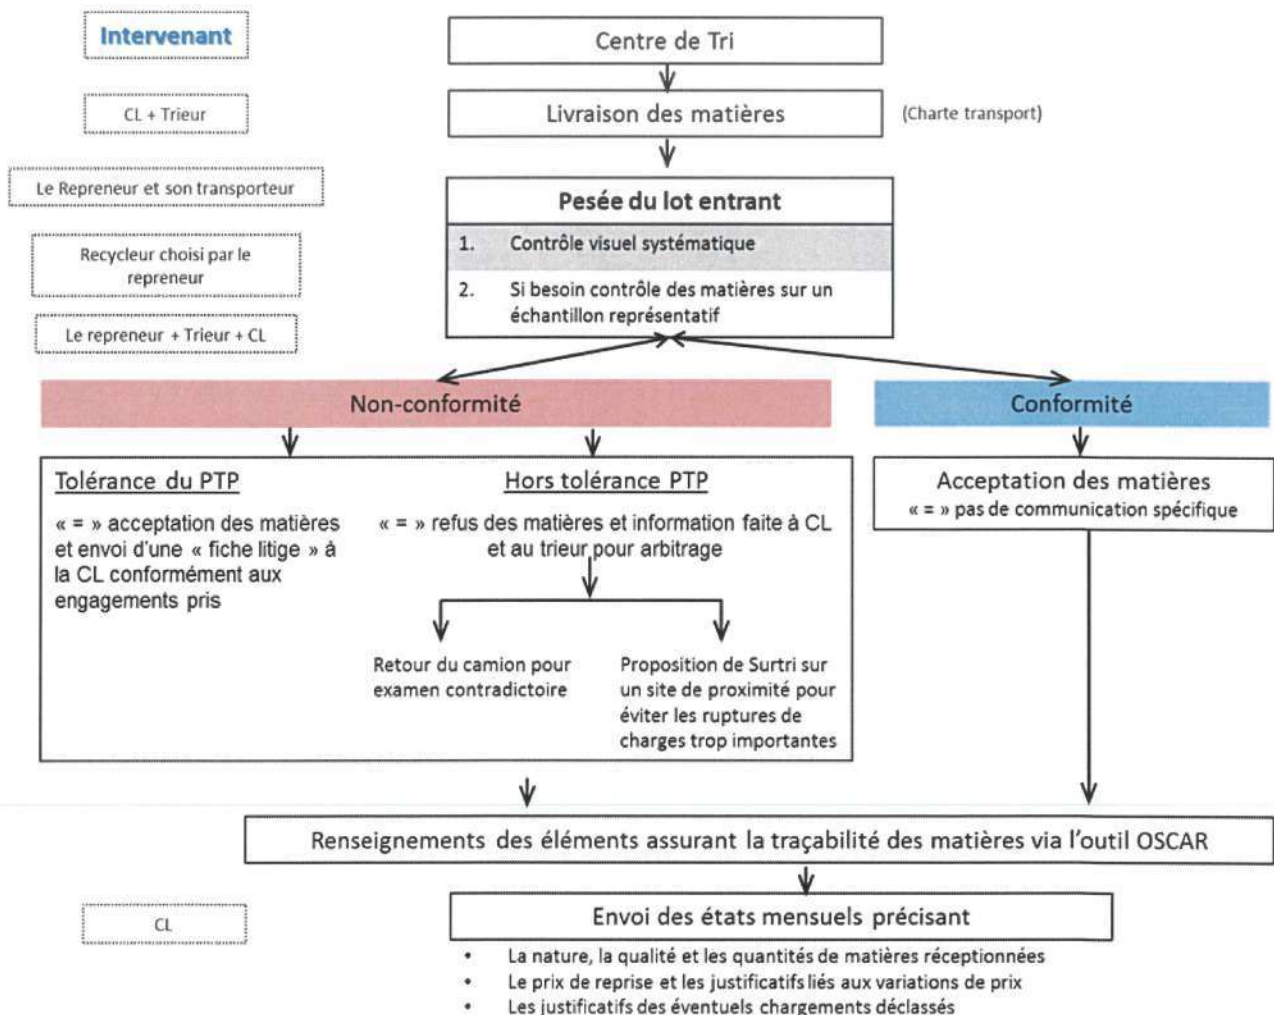 Intervenant
Centre de Tri
CL + Trieur
Livraison des matières
(Charte transport)
Le Repreneur et son transporteur
Pesée du lot entrant
1. Contrôle visuel systématique
Recycleur choisi par le
repreneur
2. Si besoin contrôle des matières sur un
échantillon représentatif
Le repreneur + Trieur + CL
Non-conformité
Conformité
Tolérance du PTP
« = » acceptation des matières
et envoi d'une « fiche litige » à
la CL conformément aux
engagements pris
Hors tolérance PTP
« = » refus des matières et information faite à CL
et au trieur pour arbitrage
Retour du camion pour
examen contradictoire
Proposition de Surtri sur
un site de proximité pour
éviter les ruptures de
charges trop importantes
Acceptation des matières
« = » pas de communication spécifique
Renseignements des éléments assurant la traçabilité des matières via l'outil OSCAR
CL
Envoi des états mensuels précisant
• La nature, la qualité et les quantités de matières réceptionnées
• Le prix de reprise et les justificatifs liés aux variations de prix
• Les justificatifs des éventuels chargements déclassés